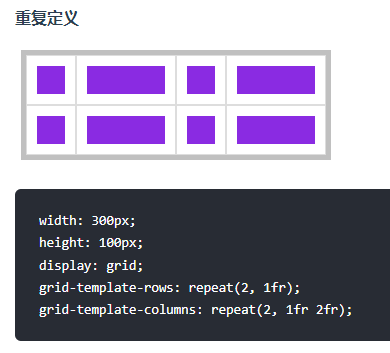 重复定义
width: 300px;
height: 100px;
display: grid;
grid-template-rows: repeat(2, 1fr);
grid-template-columns: repeat(2, 1fr 2fr);